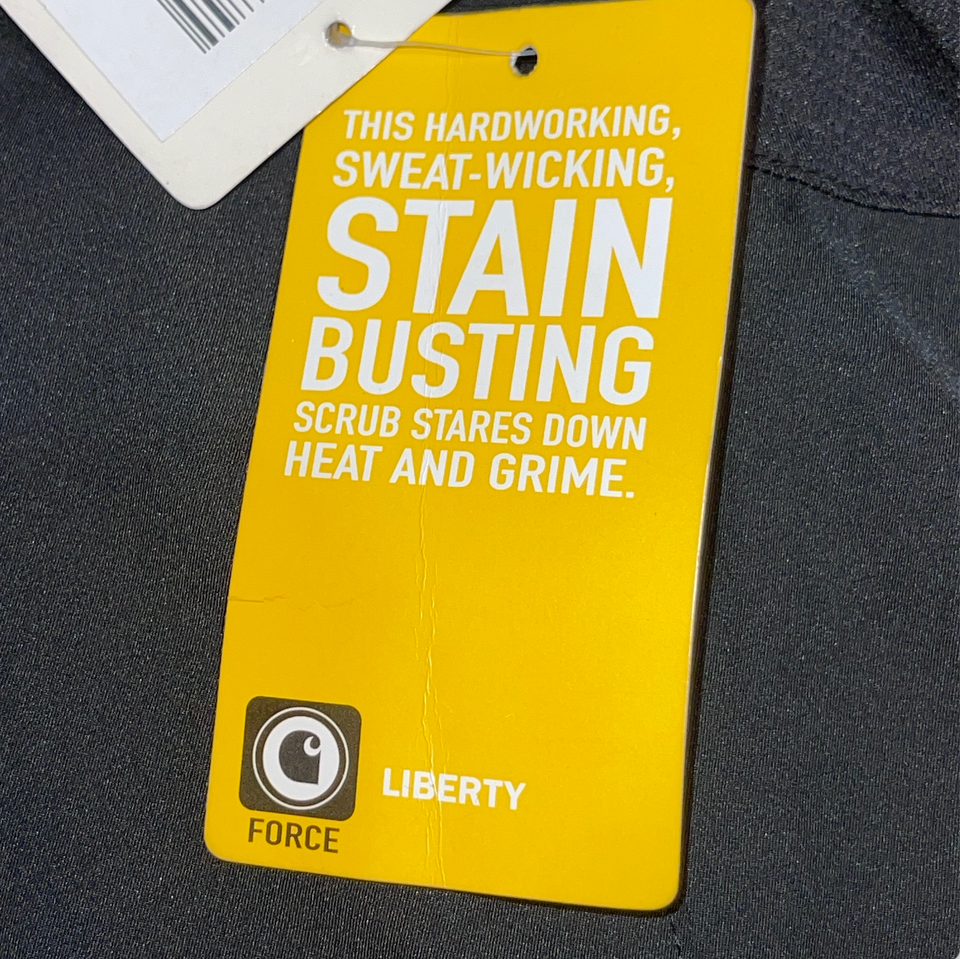 THIS HARDWORKING,
SWEAT-WICKING,
STAIN
BUSTING
SCRUB STARES DOWN
HEAT AND GRIME.
LIBERTY
FORCE